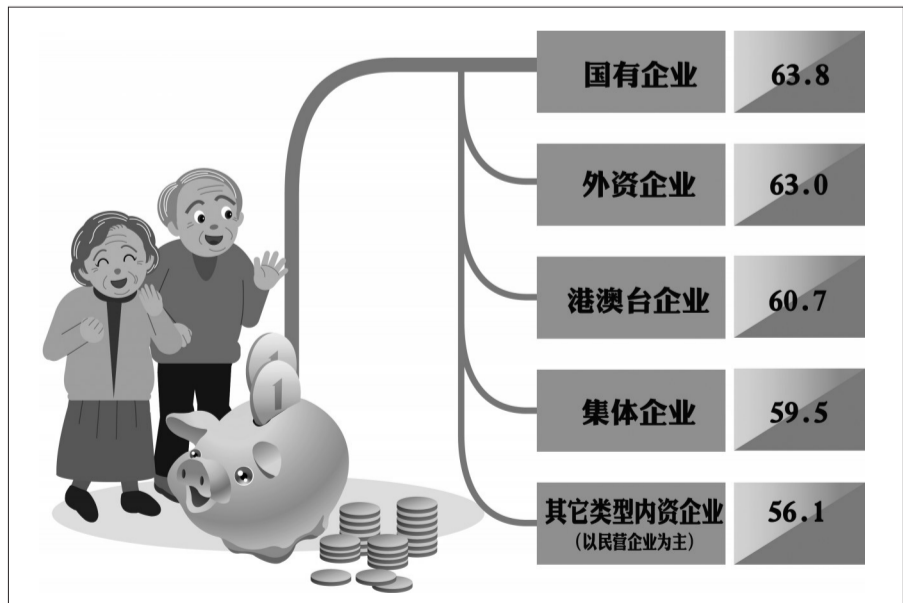 国有企业 63.8
外资企业 63.0
港澳台企业 60.7
集体企业 59.5
其它类型内资企业 56.1
(以民营企业为主)
1
1